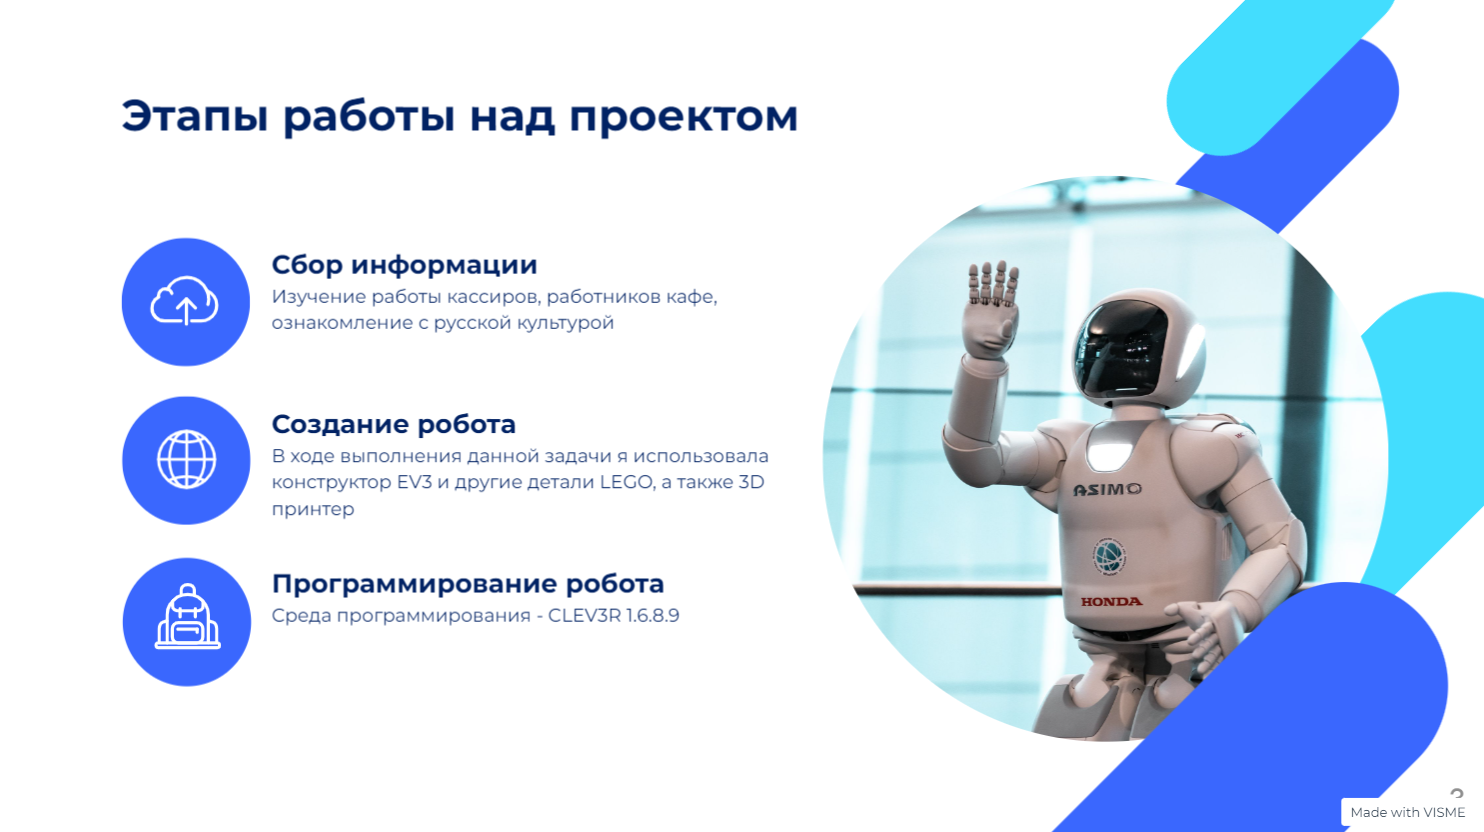 Этапы работы над проектом
Сбор информации
Изучение работы кассиров, работников кафе,
ознакомление с русской культурой
Создание робота
В ходе выполнения данной задачи я использовала
конструктор EV3 и другие детали LEGO, а также 3D
принтер
Программирование робота
Среда программирования - CLEV3R 1.6.8.9
ASIMO
HONDA
Made with VISME